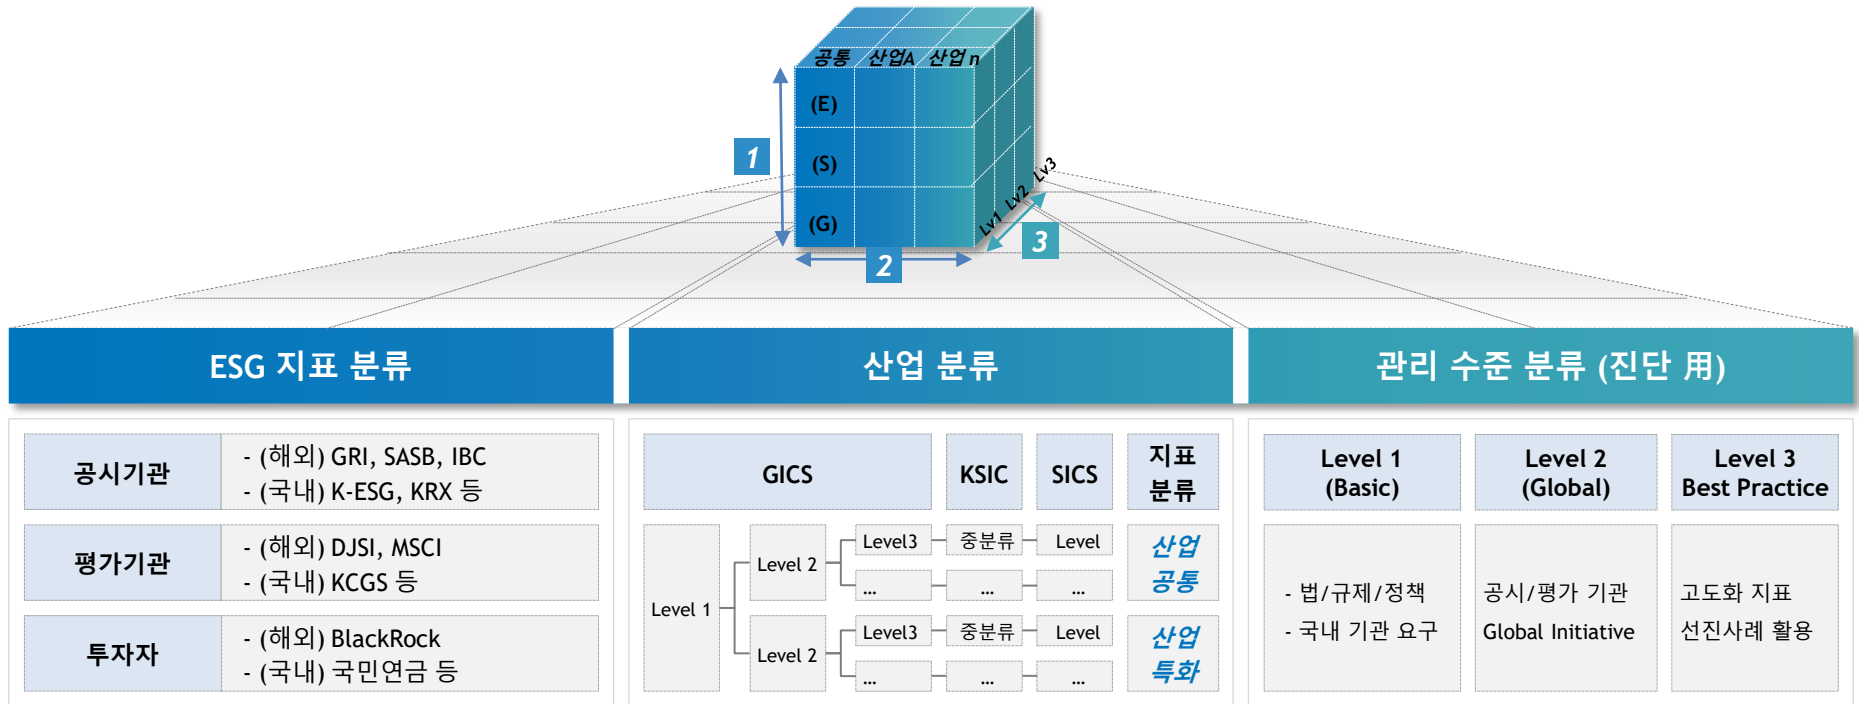 공통 산업A 산업 n
(E)
(S)
(G)
1
2
3
Lv1 Lv2 Lv3
ESG 지표 분류
공시기관
- (해외) GRI, SASB, IBC
- (국내) K-ESG, KRX 등
평가기관
- (해외) DJSI, MSCI
- (국내) KCGS 등
투자자
- (해외) BlackRock
- (국내) 국민연금 등
산업 분류
GICS
KSIC
SICS
지표
분류
Level 1
Level 2
Level3
중분류
Level
...
...
...
산업
공통
Level 2
Level3
중분류
Level
...
...
...
산업
특화
관리 수준 분류 (진단 用)
Level 1
(Basic)
Level 2
(Global)
Level 3
Best Practice
- 법/규제/정책
- 국내 기관 요구
공시/평가 기관
Global Initiative
고도화 지표
선진사례 활용